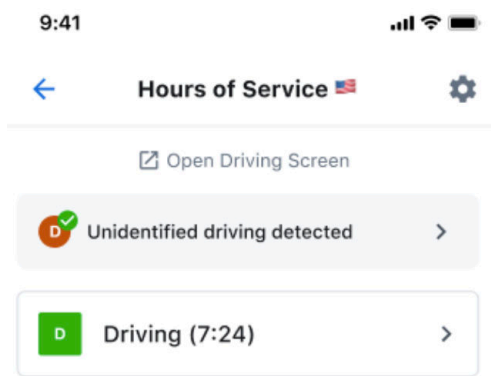 9:41
Hours of Service
Open Driving Screen
D Unidentified driving detected
D Driving (7:24)